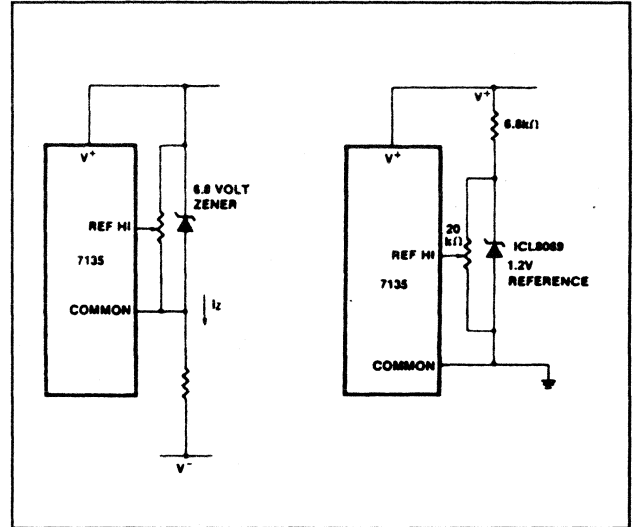 V+
V+
6.8 VOLT
ZENER
REF HI
7135
COMMON
IZ
V-
V+
6.8kΩ
V+
20
kΩ
REF HI
ICL8069
1.2V
REFERENCE
7135
COMMON